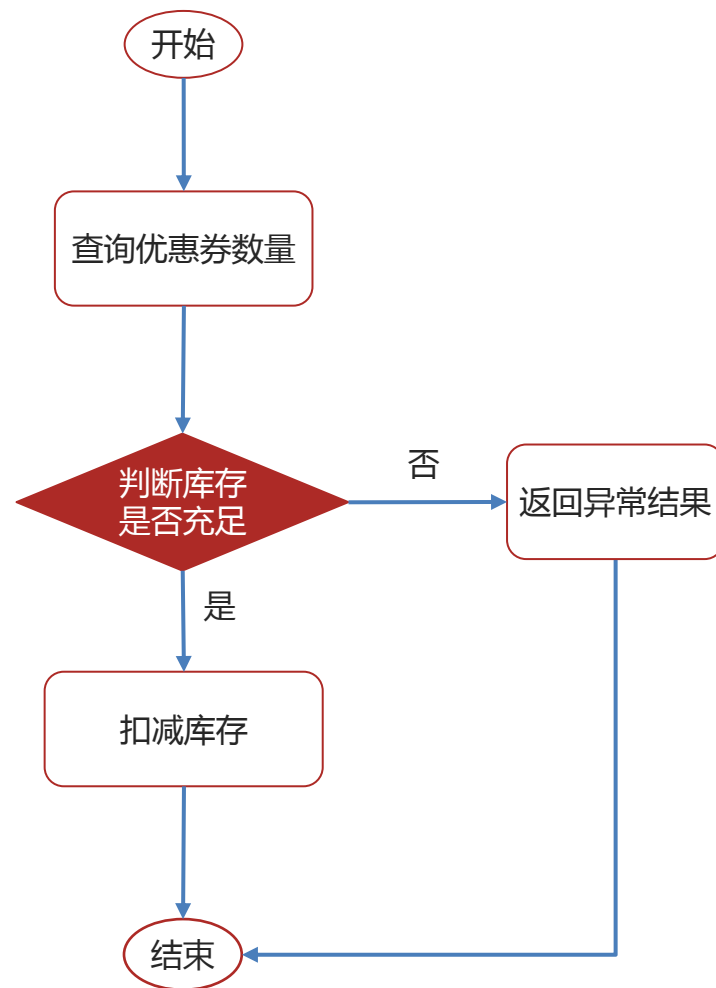 开始
查询优惠券数量
判断库存
是否充足
否
返回异常结果
是
扣减库存
结束